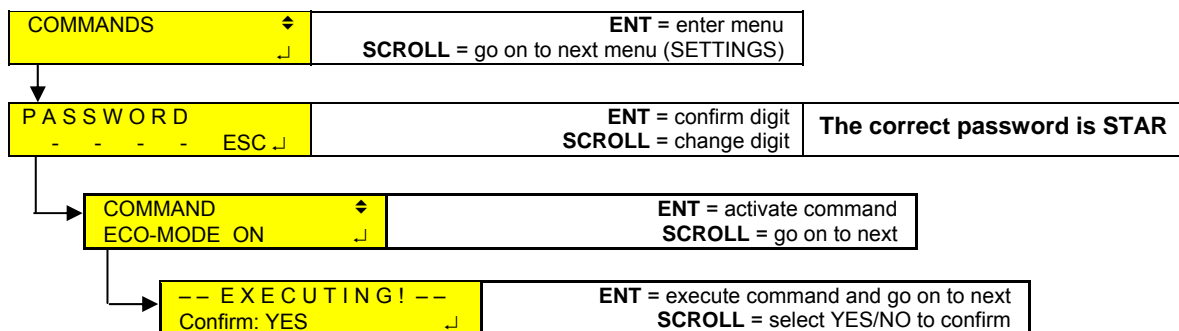 COMMANDS
ENT = enter menu
SCROLL = go on to next menu (SETTINGS)
P A S S W O R D
- - - - ESC ↵
ENT = confirm digit
SCROLL = change digit
The correct password is STAR
COMMAND
ECO-MODE ON ↵
ENT = activate command
SCROLL = go on to next
– – E X E C U T I N G ! – –
Confirm: YES ↵
ENT = execute command and go on to next
SCROLL = select YES/NO to confirm